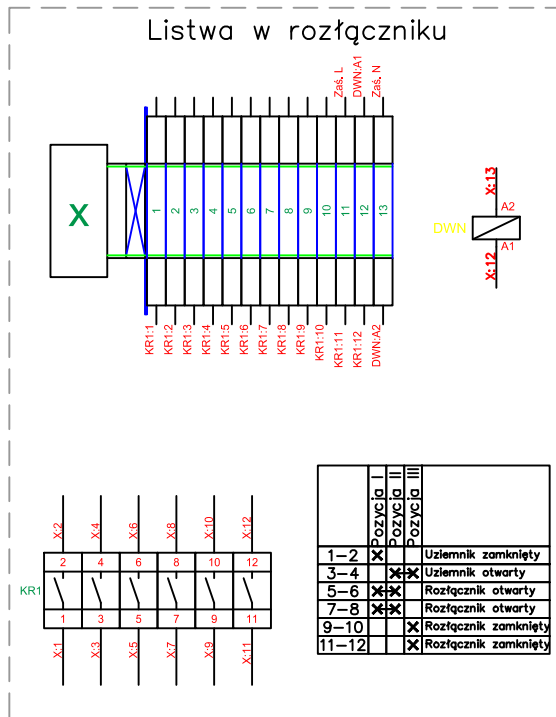 Listwa w rozłączniku
Zaś. L
DWN:A1
Zaś. N
X
1 2 3 4 5 6 7 8 9 10 11 12 13
KR1:1
KR1:2
KR1:3
KR1:4
KR1:5
KR1:6
KR1:7
KR1:8
KR1:9
KR1:10
KR1:11
KR1:12
DWN:A2
X:13
A2
DWN
A1
X:12
X:2 X:4 X:6 X:8 X:10 X:12
2 4 6 8 10 12
KR1
1 3 5 7 9 11
X:1 X:3 X:5 X:7 X:9 X:11
Pozycja I
Pozycja II
Pozycja III
1-2 Uziemnik zamknięty
3-4 Uziemnik otwarty
5-6 Rozłącznik otwarty
7-8 Rozłącznik otwarty
9-10 Rozłącznik zamknięty
11-12 Rozłącznik zamknięty